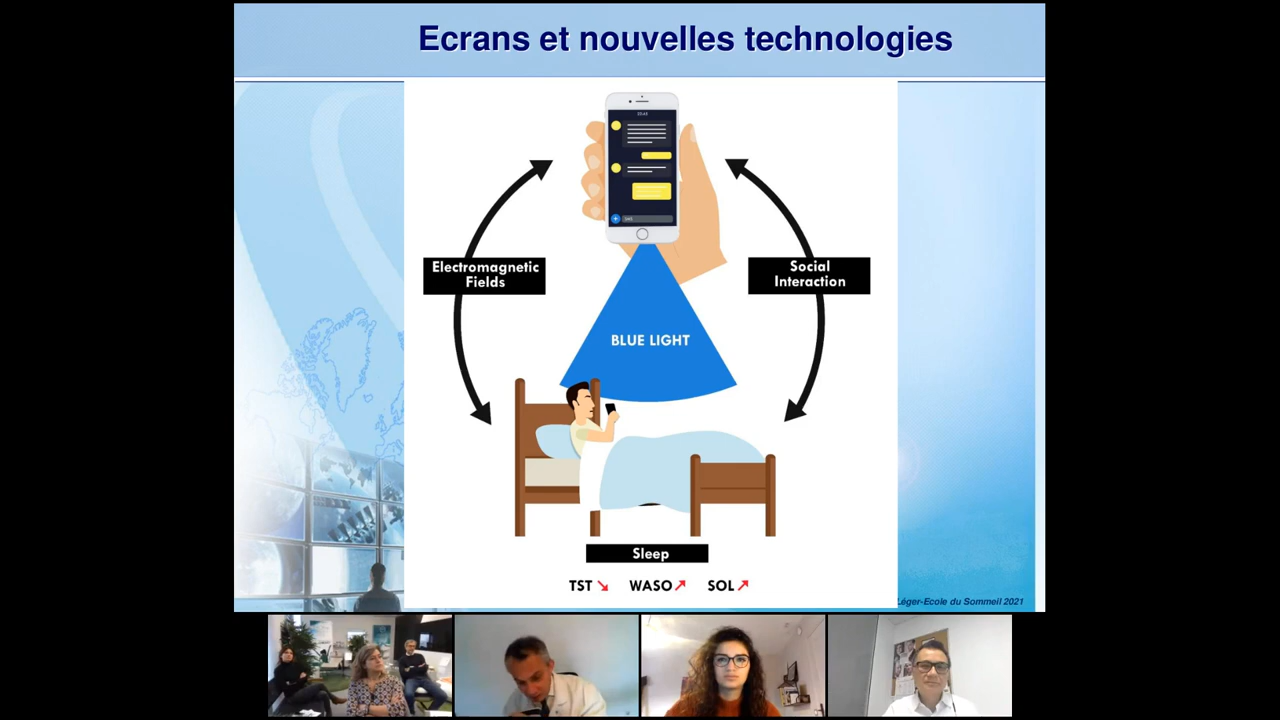 Ecrans et nouvelles technologies
Electromagnetic
Fields
Social
Interaction
BLUE LIGHT
Sleep
TST WASO SOL
Léger-Ecole du Sommeil 2021